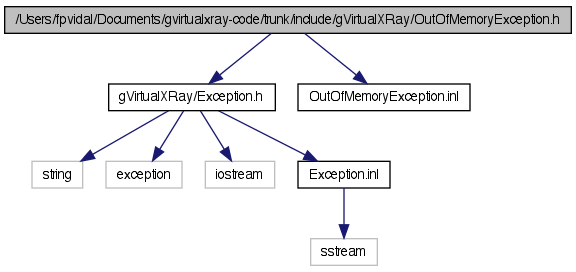 /Users/fpvidal/Documents/gvirtualxray-code/trunk/include/gVirtualXRay/OutOfMemoryException.h
gVirtualXRay/Exception.h
OutOfMemoryException.inl
string
exception
iostream
Exception.inl
sstream